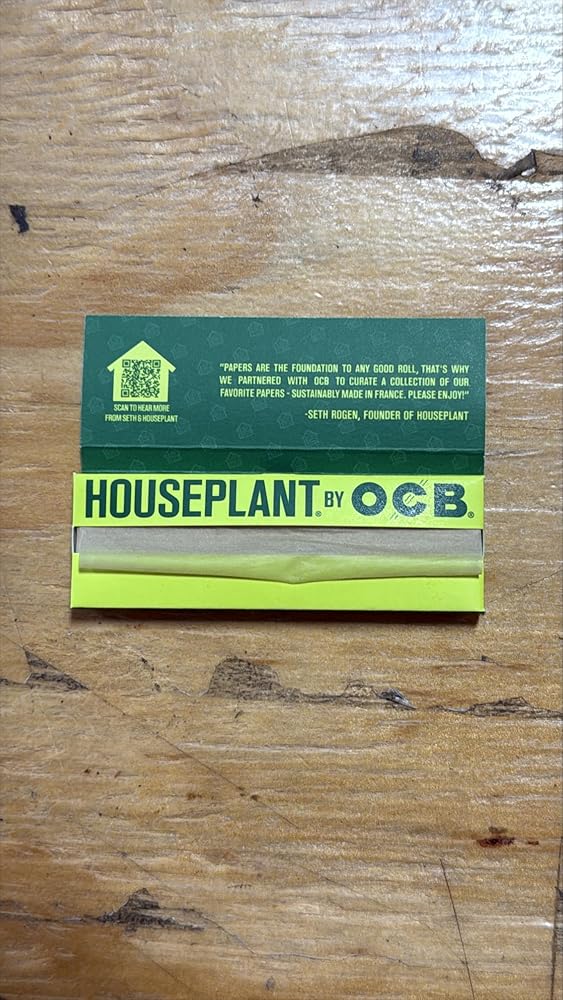 "PAPERS ARE THE FOUNDATION TO ANY GOOD ROLL, THAT'S WHY
WE PARTNERED WITH OCB TO CURATE A COLLECTION OF OUR
FAVORITE PAPERS - SUSTAINABLY MADE IN FRANCE. PLEASE ENJOY!"
-SETH ROGEN, FOUNDER OF HOUSEPLANT
SCAN TO HEAR MORE
FROM SETH & HOUSEPLANT
HOUSEPLANT® BY OCB®